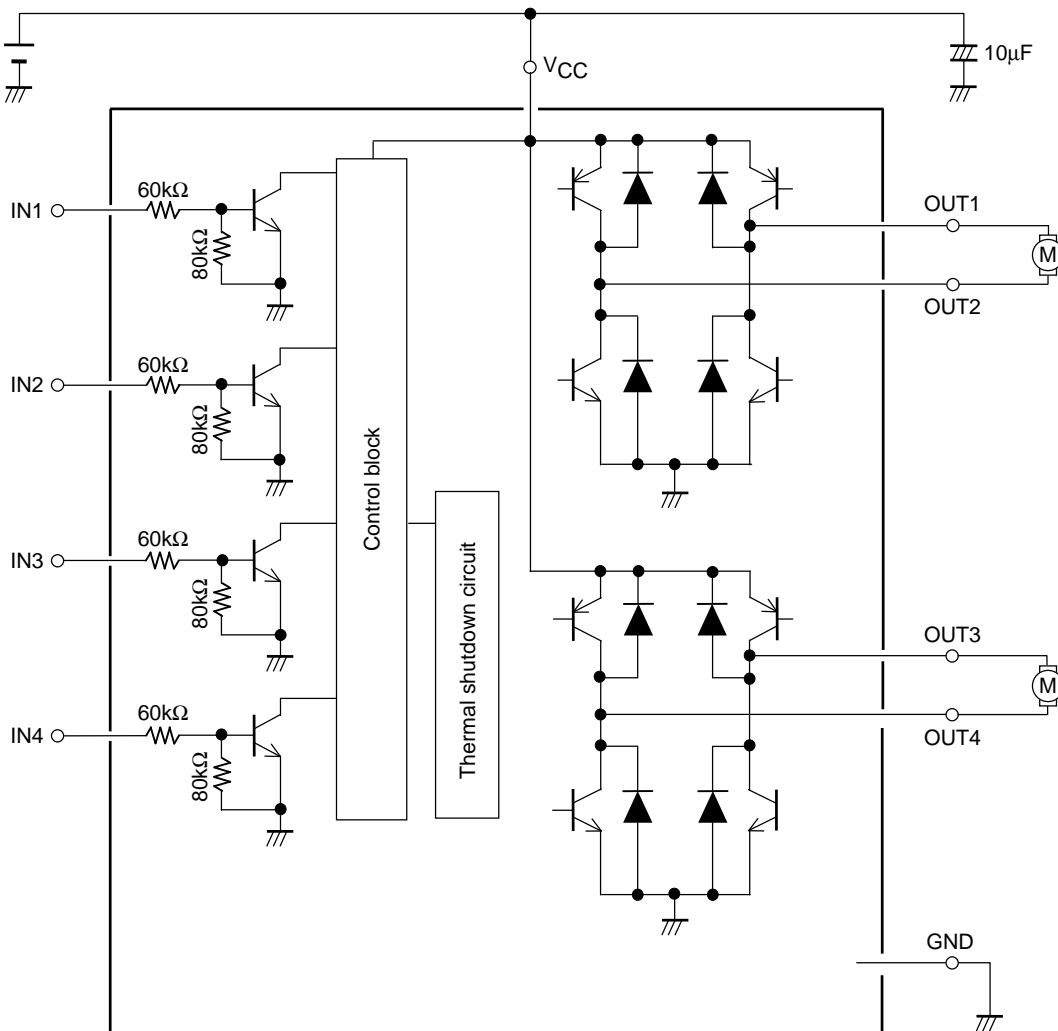 10µF
VCC
60kΩ
IN1
80kΩ
OUT1
M
OUT2
60kΩ
IN2
80kΩ
Control block
Thermal shutdown circuit
60kΩ
IN3
80kΩ
OUT3
M
OUT4
60kΩ
IN4
80kΩ
GND